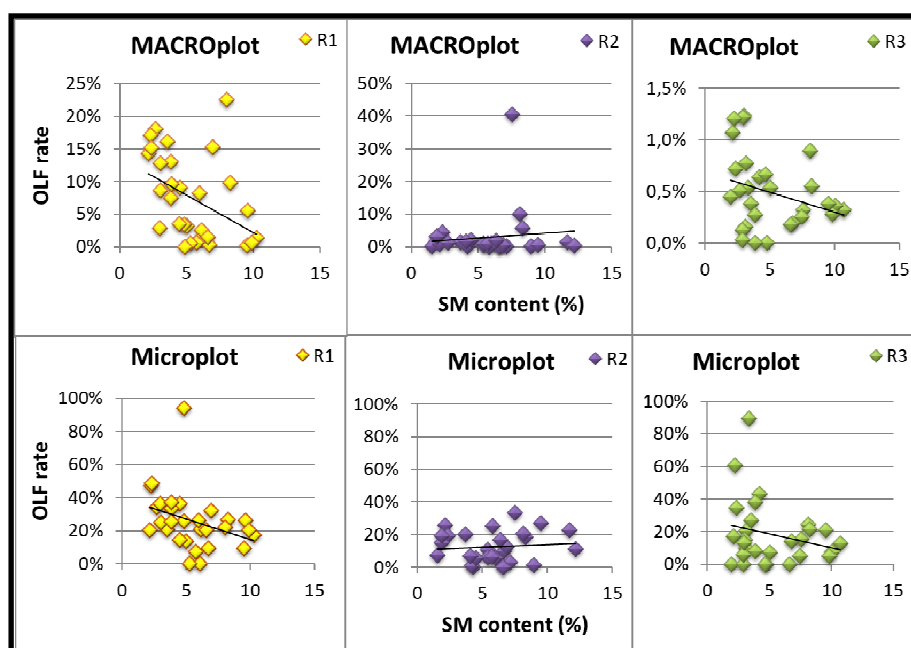 MACROplot R1
25%
20%
15%
10%
5%
0%
0 5 10 15
OLF rate
MACROplot R2
50%
40%
30%
20%
10%
0%
0 5 10 15
SM content (%)
MACROplot R3
1,5%
1,0%
0,5%
0,0%
0 5 10 15
Microplot R1
100%
80%
60%
40%
20%
0%
0 5 10 15
OLF rate
Microplot R2
100%
80%
60%
40%
20%
0%
0 5 10 15
SM content (%)
Microplot R3
100%
80%
60%
40%
20%
0%
0 5 10 15